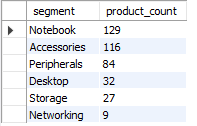 segment product_count
Notebook 129
Accessories 116
Peripherals 84
Desktop 32
Storage 27
Networking 9